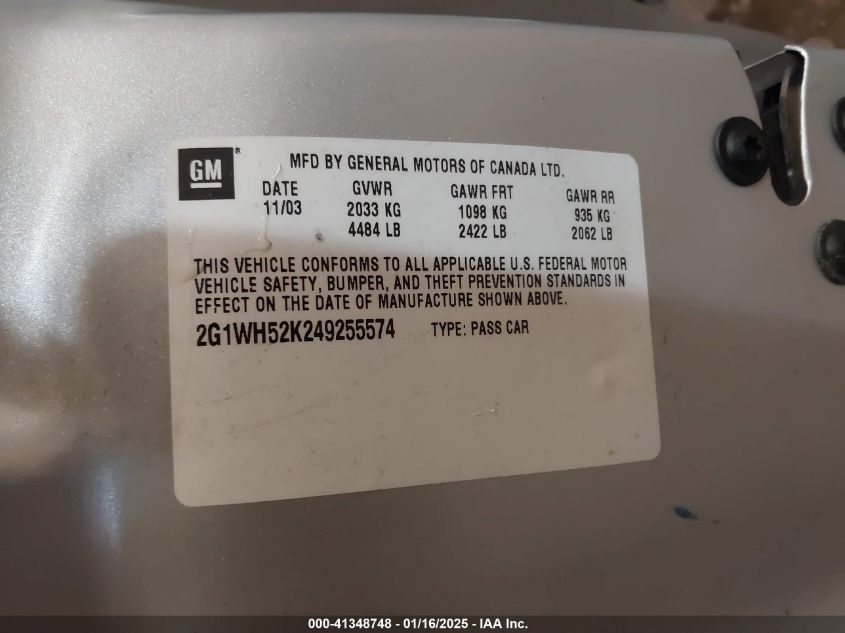 GM ® MFD BY GENERAL MOTORS OF CANADA LTD.
DATE GVWR GAWR FRT GAWR RR
11/03 2033 KG 1098 KG 935 KG
4484 LB 2422 LB 2062 LB
THIS VEHICLE CONFORMS TO ALL APPLICABLE U.S. FEDERAL MOTOR
VEHICLE SAFETY, BUMPER, AND THEFT PREVENTION STANDARDS IN
EFFECT ON THE DATE OF MANUFACTURE SHOWN ABOVE.
2G1WH52K249255574 TYPE: PASS CAR
000-41348748 - 01/16/2025 - IAA Inc.